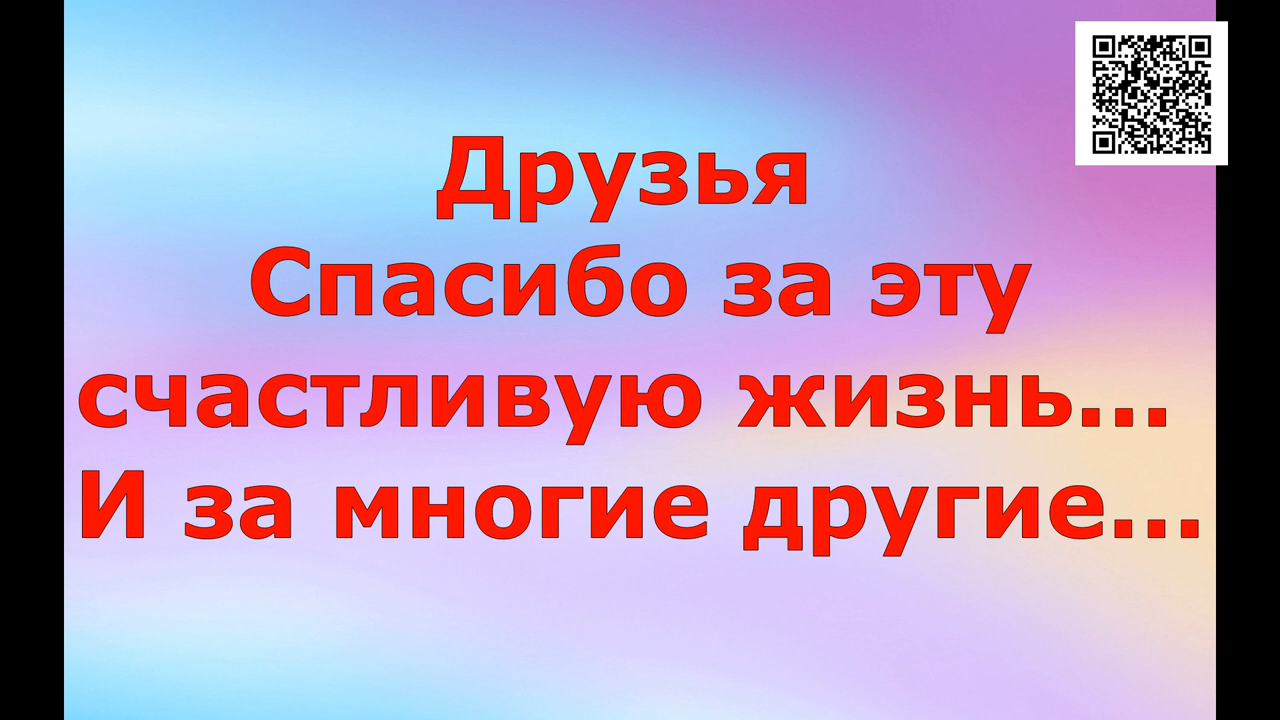 Друзья
Спасибо за эту
счастливую жизнь...
И за многие другие...